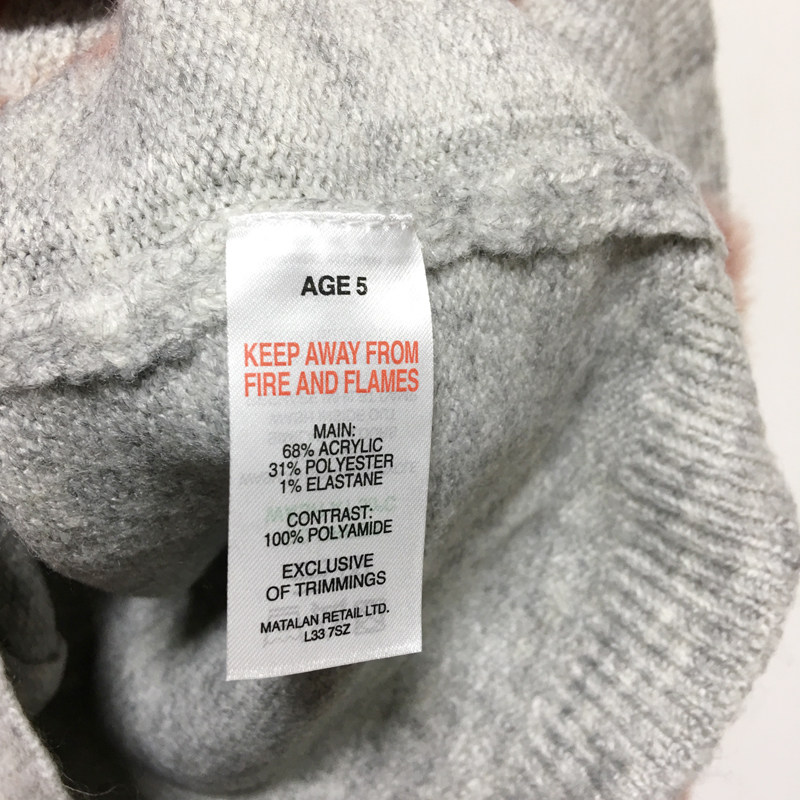 AGE 5
KEEP AWAY FROM
FIRE AND FLAMES
MAIN:
68% ACRYLIC
31% POLYESTER
1% ELASTANE
CONTRAST:
100% POLYAMIDE
EXCLUSIVE
OF TRIMMINGS
MATALAN RETAIL LTD.
L33 7SZ